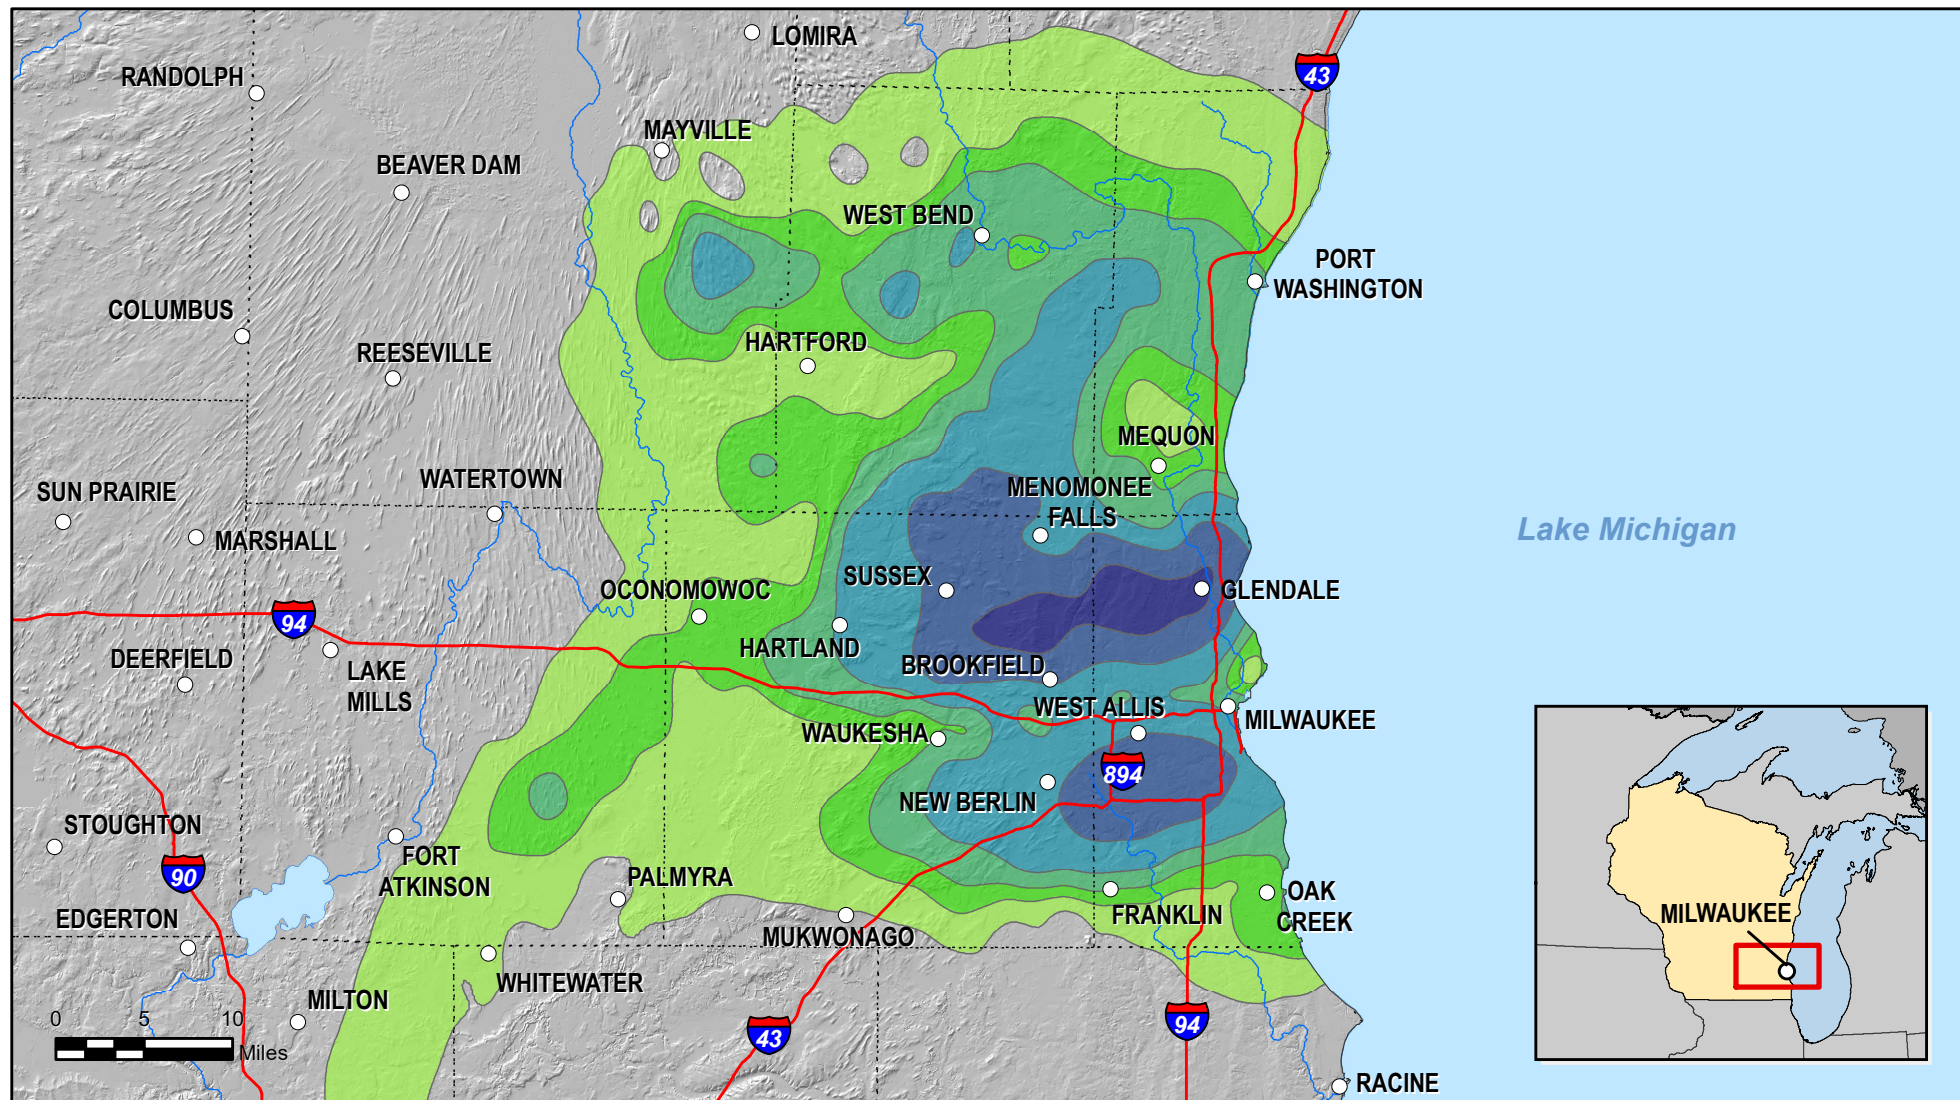 LOMIRA
43
RANDOLPH
MAYVILLE
BEAVER DAM
WEST BEND
PORT
WASHINGTON
COLUMBUS
REESEVILLE
HARTFORD
MEQUON
WATERTOWN
SUN PRAIRIE
MENOMONEE
FALLS
MARSHALL
Lake Michigan
SUSSEX
OCONOMOWOC
GLENDALE
94
HARTLAND
DEERFIELD
LAKE
MILLS
BROOKFIELD
WEST ALLIS
MILWAUKEE
WAUKESHA
894
NEW BERLIN
STOUGHTON
FORT
ATKINSON
90
PALMYRA
OAK
CREEK
EDGERTON
FRANKLIN
MILWAUKEE
MUKWONAGO
WHITEWATER
MILTON
0 5 10
Miles
43
94
RACINE